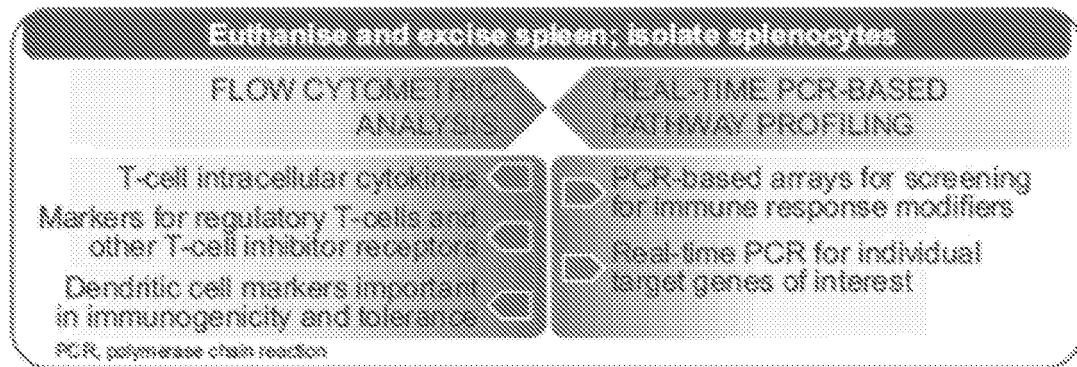 Euthanise and excise spleen; isolate splenocytes
FLOW CYTOMETRIC
ANALYSIS
REAL-TIME PCR-BASED
PATHWAY PROFILING
T-cell intracellular cytokines
Markers for regulatory T-cells and
other T-cell inhibitor receptors
Dendritic cell markers important
in immunogenicity and tolerance
PCR-based arrays for screening
for immune response modifiers
Real-time PCR for individual
target genes of interest
PCR, polymerase chain reaction